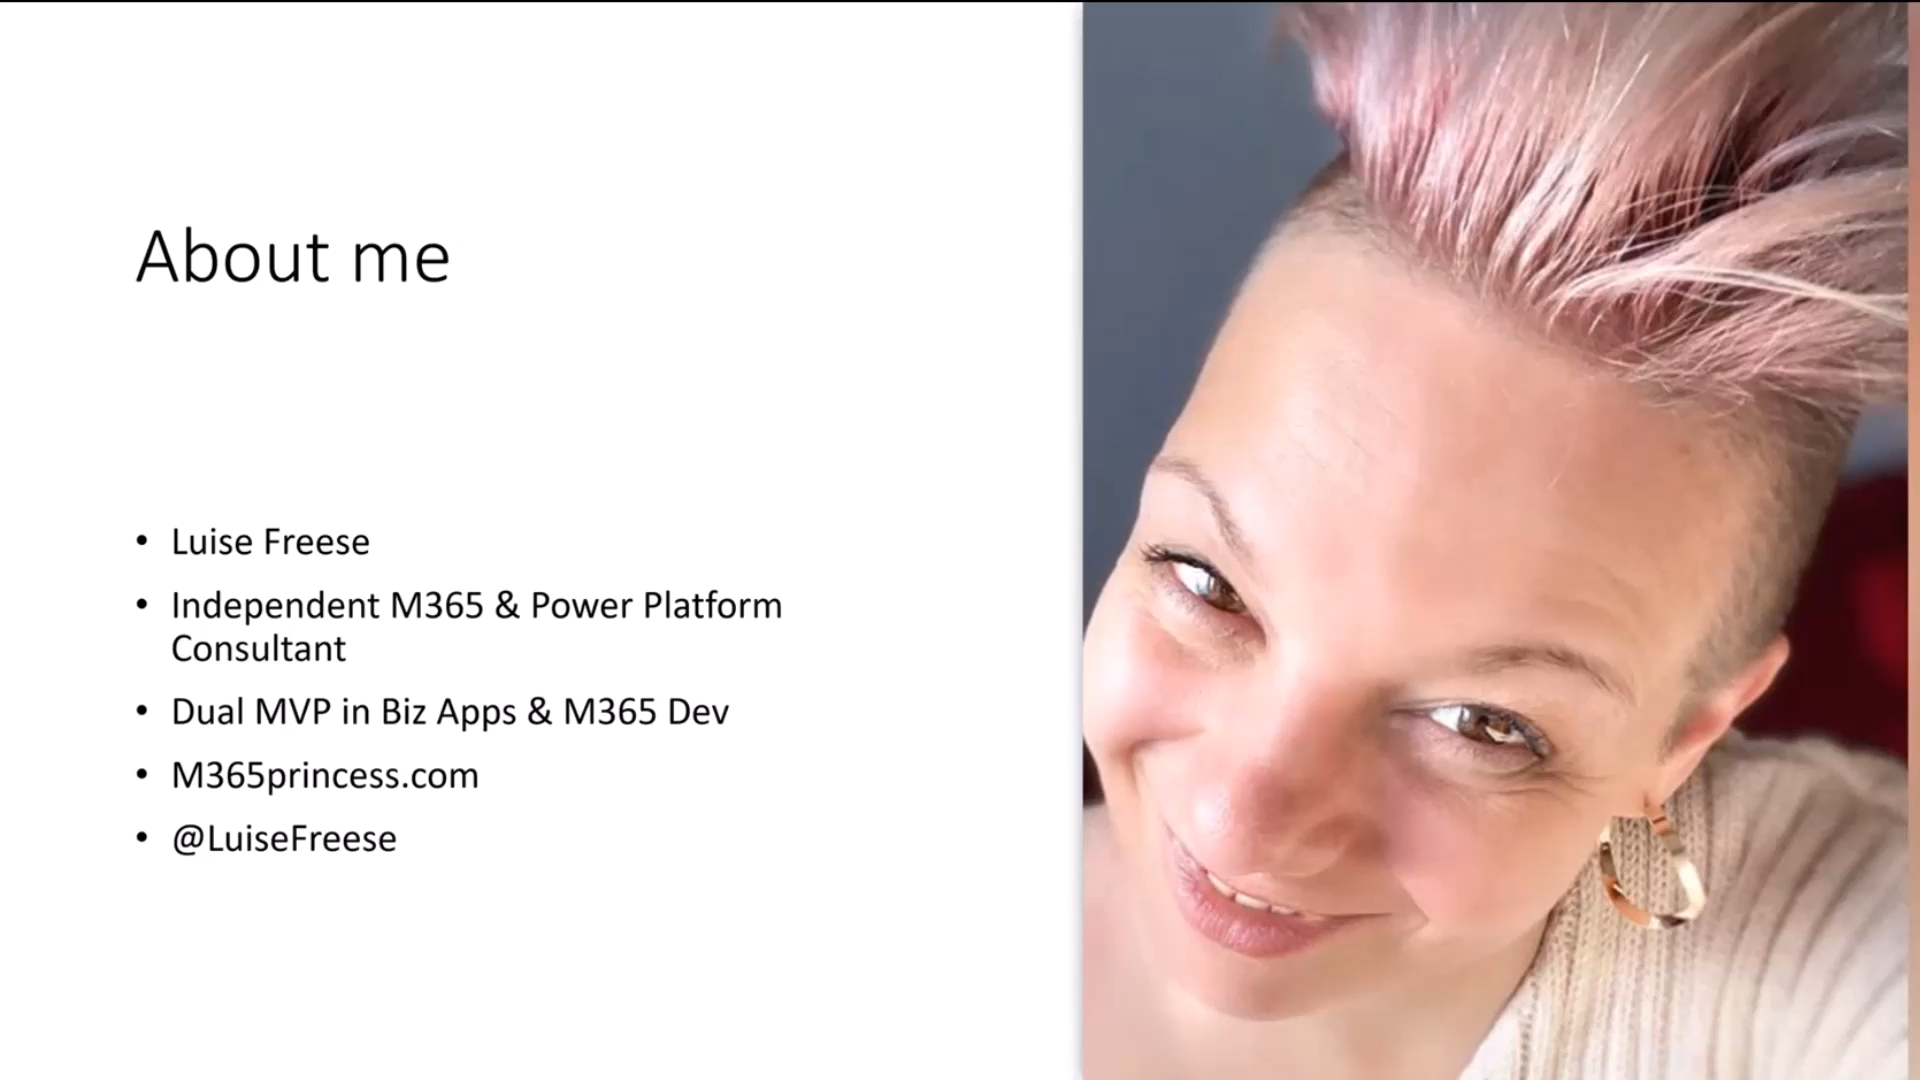 About me
• Luise Freese
• Independent M365 & Power Platform
Consultant
• Dual MVP in Biz Apps & M365 Dev
• M365princess.com
• @LuiseFreese